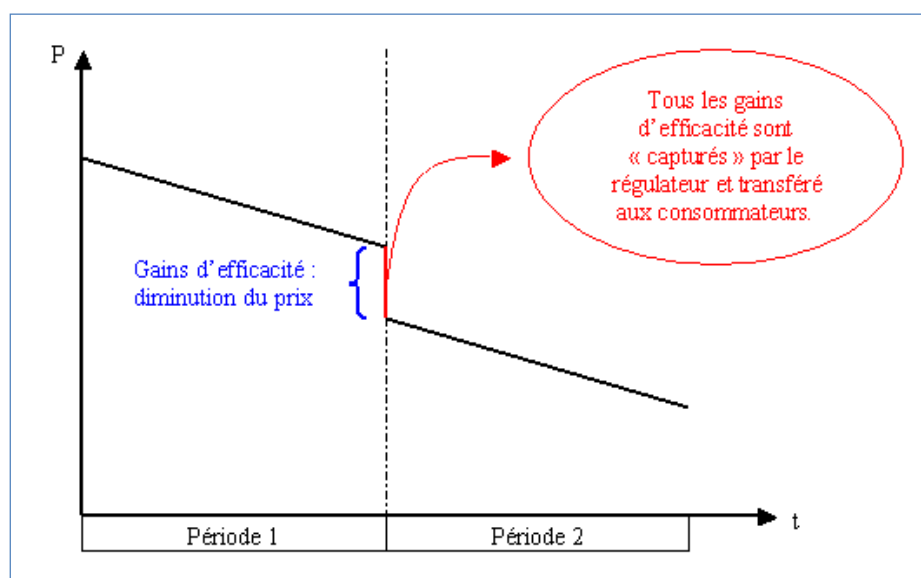 P
Tous les gains
d’efficacité sont
« capturés » par le
régulateur et transféré
aux consommateurs.
Gains d’efficacité :
diminution du prix
Période 1
Période 2
t